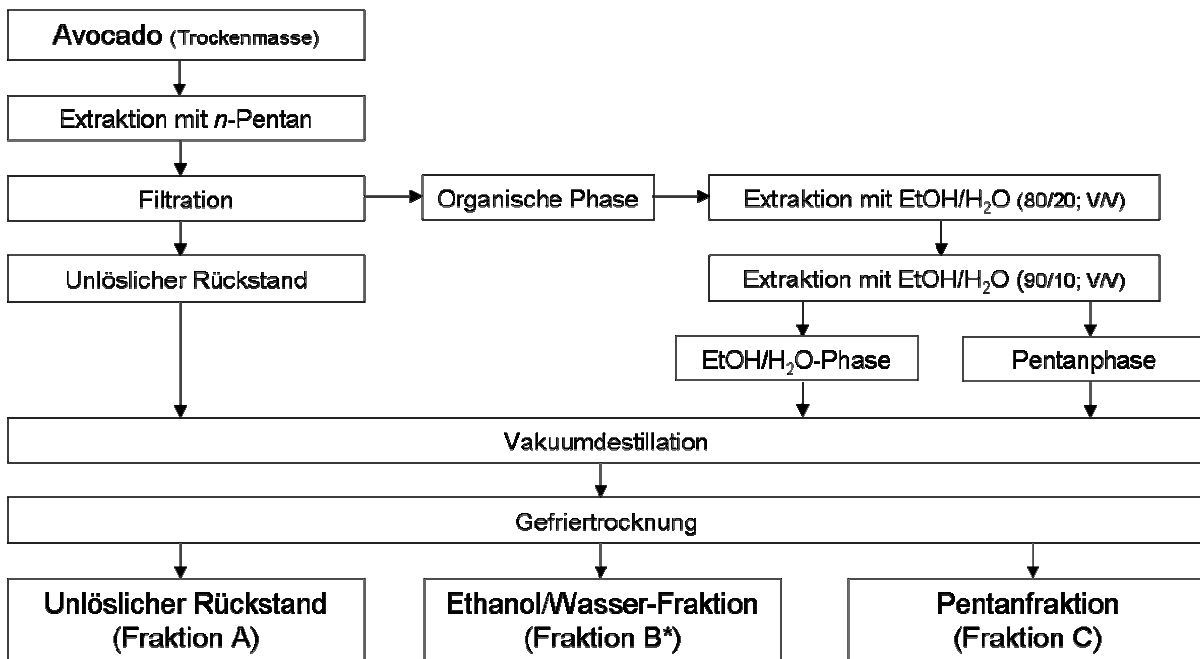 Avocado (Trockenmasse)
Extraktion mit n-Pentan
Filtration
Organische Phase
Extraktion mit EtOH/H₂O (80/20; V/V)
Unlöslicher Rückstand
Extraktion mit EtOH/H₂O (90/10; V/V)
EtOH/H₂O-Phase
Pentanphase
Vakuumdestillation
Gefriertrocknung
Unlöslicher Rückstand
(Fraktion A)
Ethanol/Wasser-Fraktion
(Fraktion B*)
Pentanfraktion
(Fraktion C)